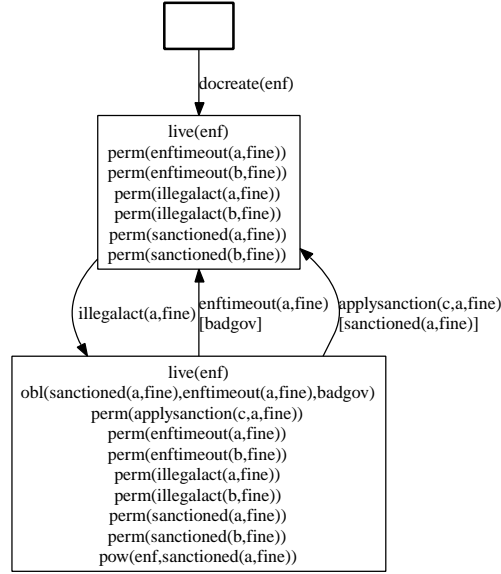 docreate(enf)
live(enf)
perm(enftimeout(a,fine))
perm(enftimeout(b,fine))
perm(illegalact(a,fine))
perm(illegalact(b,fine))
perm(sanctioned(a,fine))
perm(sanctioned(b,fine))
illegalact(a,fine)
enftimeout(a,fine)
[badgov]
applysanction(c,a,fine)
[sanctioned(a,fine)]
live(enf)
obl(sanctioned(a,fine),enftimeout(a,fine),badgov)
perm(applysanction(c,a,fine))
perm(enftimeout(a,fine))
perm(enftimeout(b,fine))
perm(illegalact(a,fine))
perm(illegalact(b,fine))
perm(sanctioned(a,fine))
perm(sanctioned(b,fine))
pow(enf,sanctioned(a,fine))